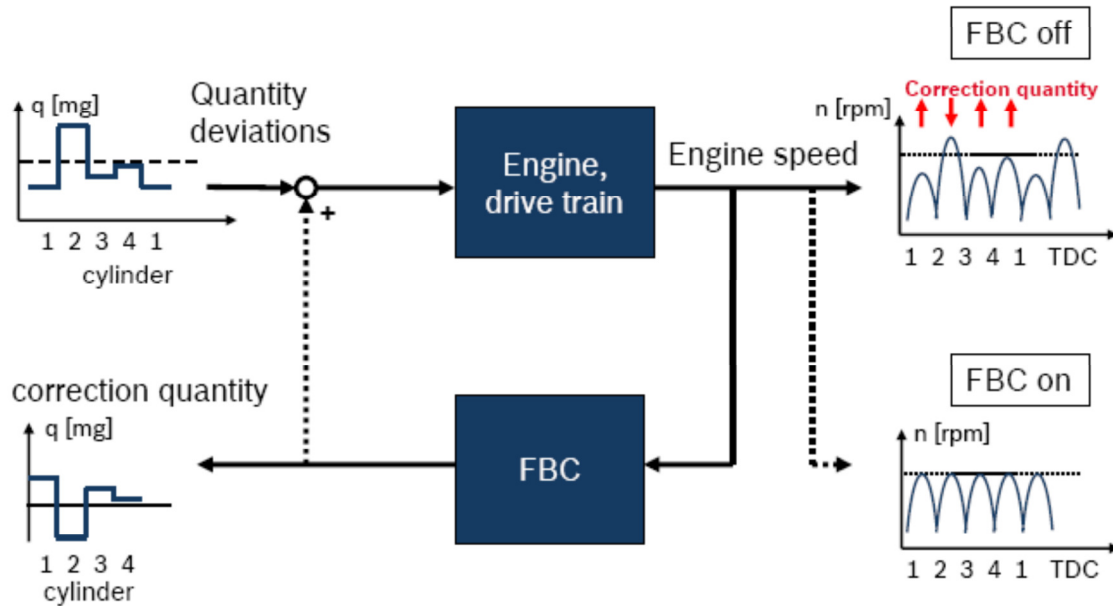 FBC off
q [mg]
Quantity
deviations
1 2 3 4 1
cylinder
+
Engine,
drive train
Engine speed
Correction quantity
n [rpm]
1 2 3 4 1 TDC
correction quantity
q [mg]
1 2 3 4
cylinder
FBC
FBC on
n [rpm]
1 2 3 4 1 TDC